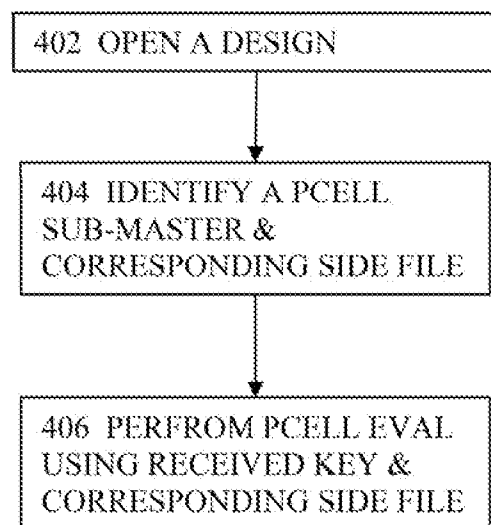 402 OPEN A DESIGN
404 IDENTIFY A PCELL
SUB-MASTER &
CORRESPONDING SIDE FILE
406 PERFROM PCELL EVAL
USING RECEIVED KEY &
CORRESPONDING SIDE FILE